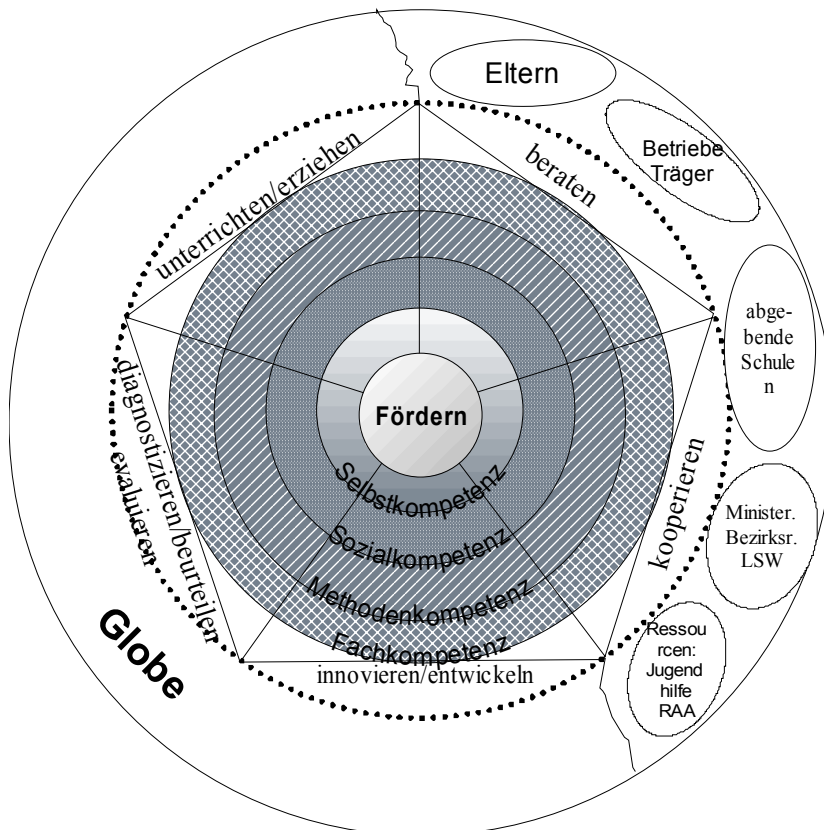 Eltern
Betriebe
Träger
beraten
unterrichten/erziehen
abge-
bende
Schule
n
Fördern
diagnostizieren/beurteilen
evaluieren
Selbstkompetenz
Sozialkompetenz
Methodenkompetenz
Fachkompetenz
kooperieren
Minister.
Bezirksr.
LSW
Ressou
rcen:
Jugend
hilfe
RAA
innovieren/entwickeln
Globe